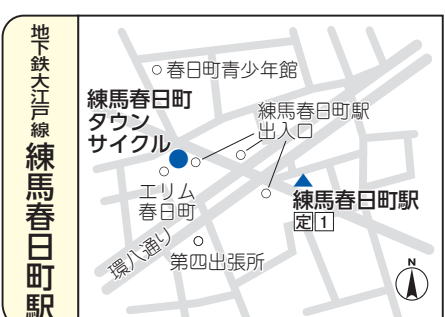 地下鉄大江戸線 練馬春日町駅
春日町青少年館
練馬春日町
タウン
サイクル
練馬春日町駅
出入口
エリム
春日町
練馬春日町駅
定 1
環八通り
第四出張所
N